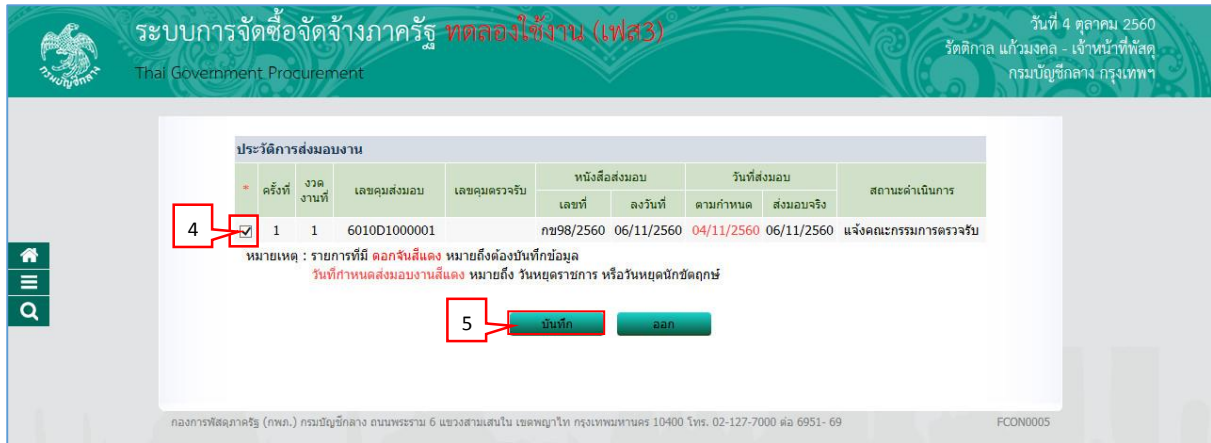 ระบบการจัดซื้อจัดจ้างภาครัฐ ทดลองใช้งาน (เฟส3)
Thai Government Procurement
วันที่ 4 ตุลาคม 2560
รัตติกาล แก้วมงคล - เจ้าหน้าที่พัสดุ
กรมบัญชีกลาง กรุงเทพฯ
ประวัติการส่งมอบงาน
* ครั้งที่ งวดงานที่ เลขคุมส่งมอบ เลขคุมตรวจรับ หนังสือส่งมอบ วันที่ส่งมอบ สถานะดำเนินการ
เลขที่ ลงวันที่ ตามกำหนด ส่งมอบจริง
4 1 1 6010D1000001 กข98/2560 06/11/2560 04/11/2560 06/11/2560 แจ้งคณะกรรมการตรวจรับ
หมายเหตุ : รายการที่มี ดอกจันสีแดง หมายถึงต้องบันทึกข้อมูล
วันที่กำหนดส่งมอบงานสีแดง หมายถึง วันหยุดราชการ หรือวันหยุดนักขัตฤกษ์
5 บันทึก ออก
กองการพัสดุภาครัฐ (กพภ.) กรมบัญชีกลาง ถนนพระราม 6 แขวงสามเสนใน เขตพญาไท กรุงเทพมหานคร 10400 โทร. 02-127-7000 ต่อ 6951- 69 FCON0005